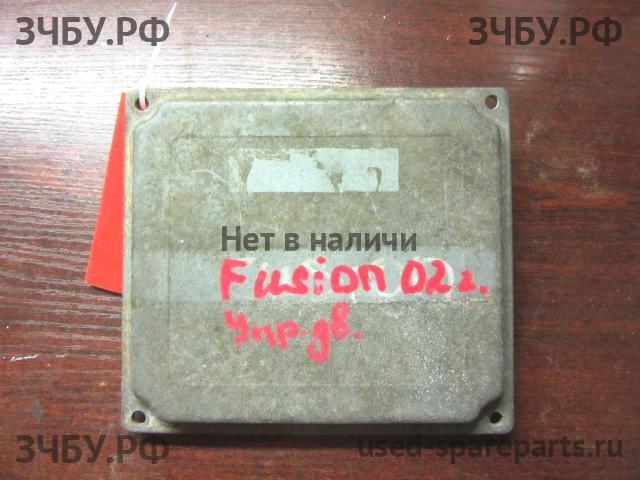 ЗЧБУ.РФ ЗЧБУ.РФ
Нет в наличи
Fusion 02г.
Упр.дв.
ЗЧБУ.РФ used-spareparts.ru